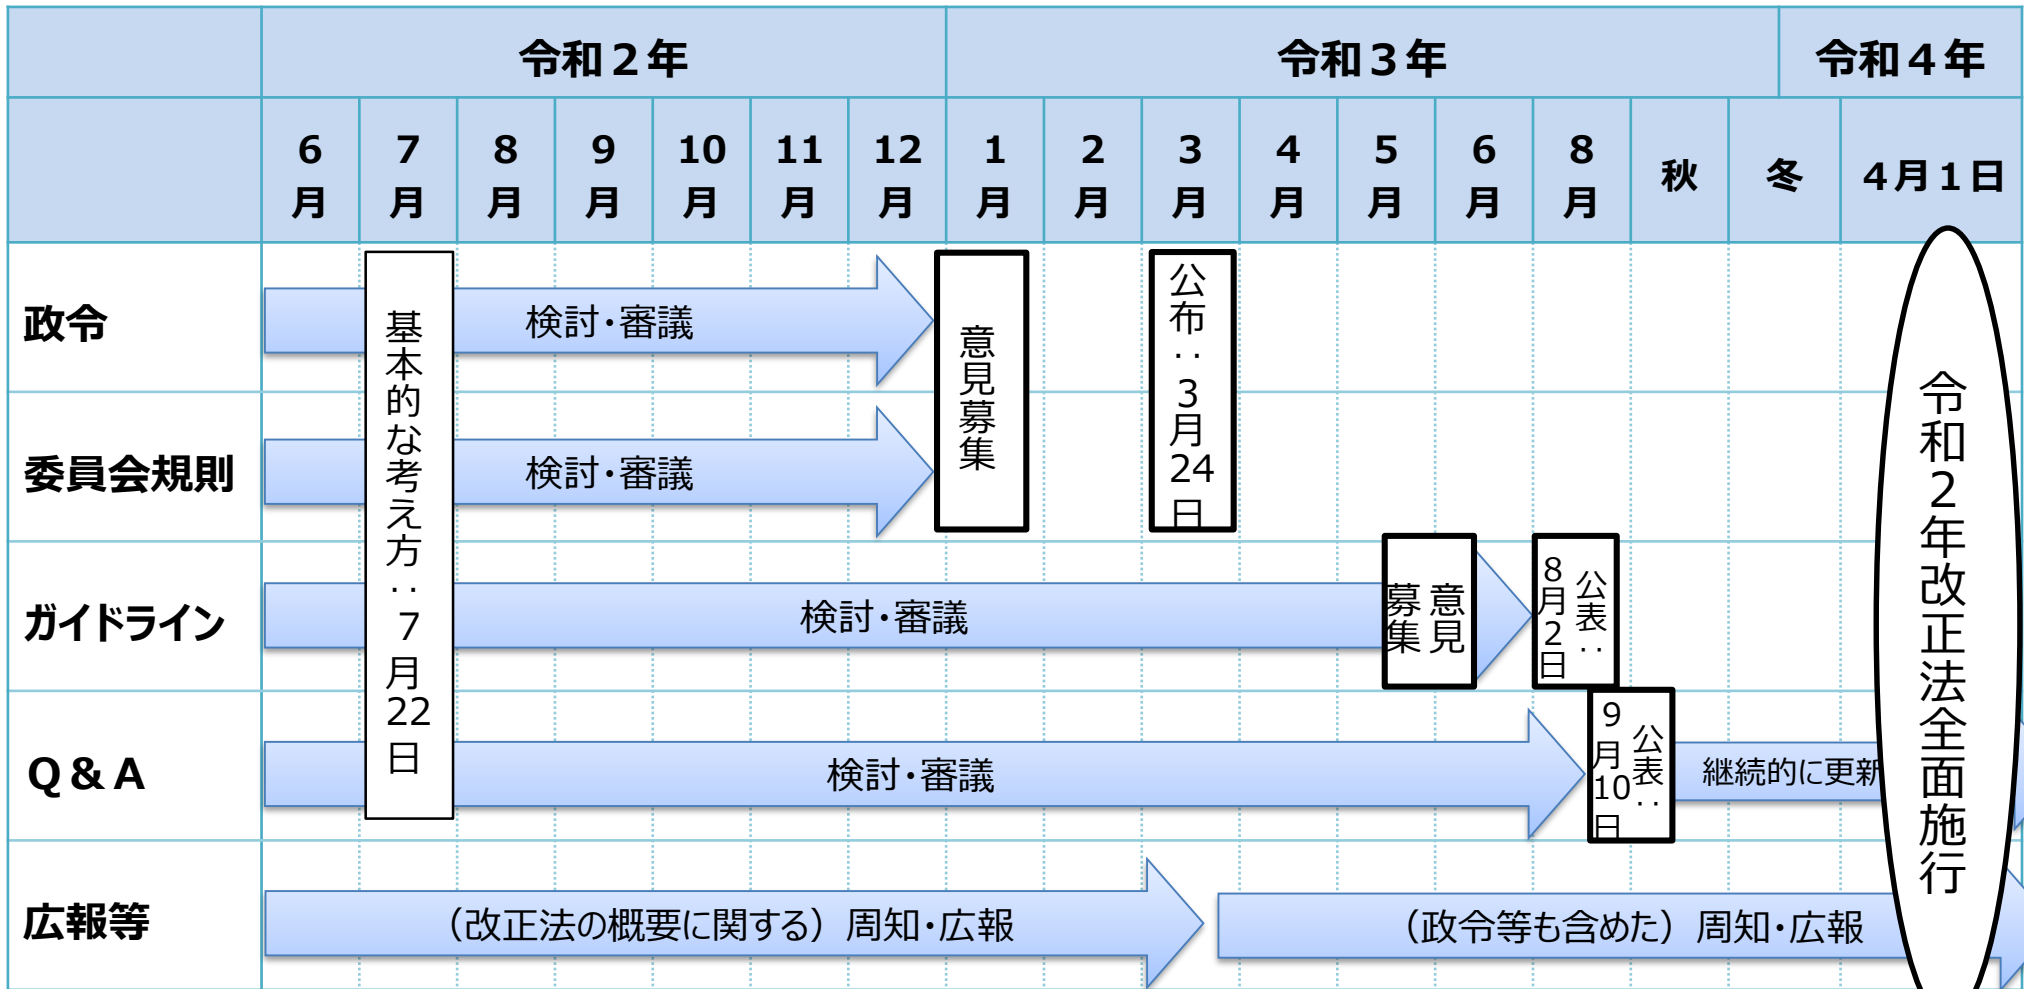 令和２年
令和３年
令和４年
6月
7月
8月
9月
10月
11月
12月
1月
2月
3月
4月
5月
6月
8月
秋
冬
４月１日
政令
検討・審議
基本的な考え方：７月22日
意見募集
公布：３月24日
令和２年改正法全面施行
委員会規則
検討・審議
ガイドライン
検討・審議
意見募集
公表：８月２日
Ｑ＆Ａ
検討・審議
公表：９月10日
継続的に更新
広報等
（改正法の概要に関する）周知・広報
（政令等も含めた）周知・広報